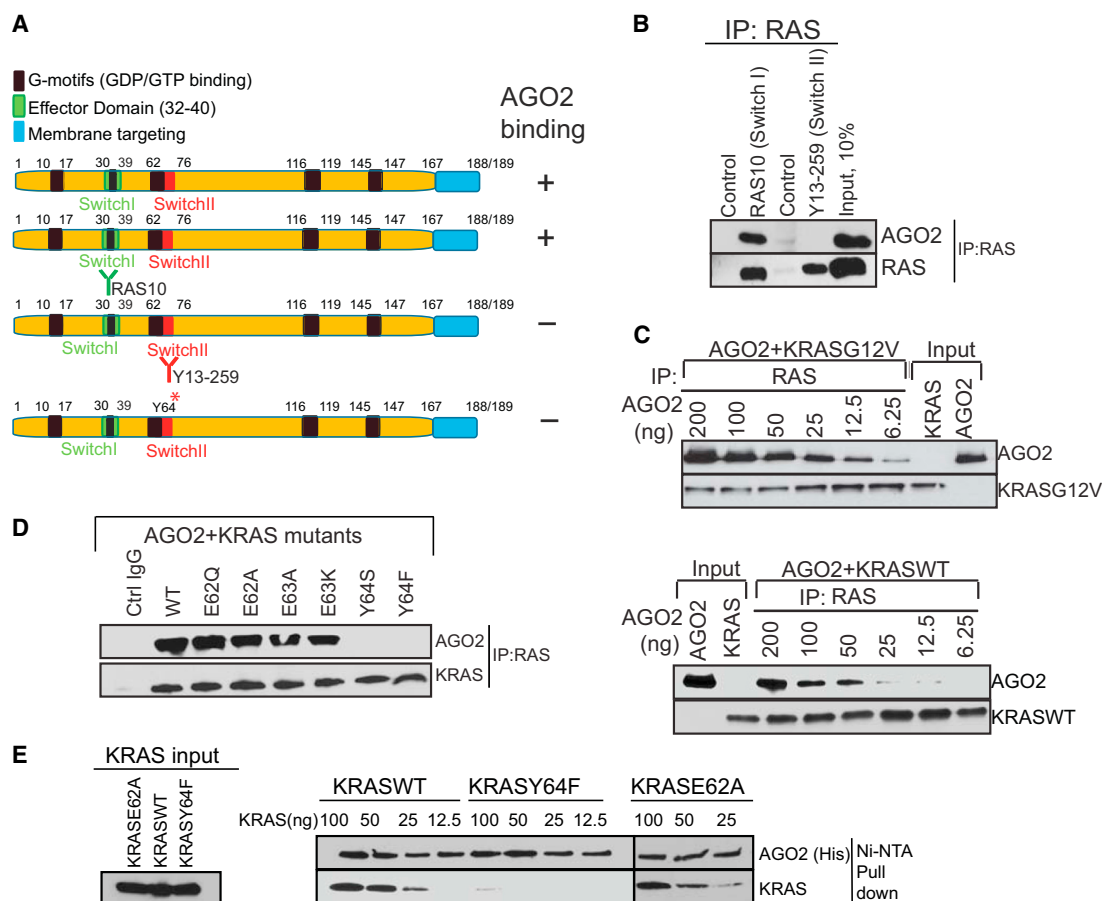 A
G-motifs (GDP/GTP binding)
Effector Domain (32-40)
Membrane targeting
AGO2
binding
1 10 17 30 39 62 76 116 119 145 147 167 188/189
SwitchI SwitchII
+
1 10 17 30 39 62 76 116 119 145 147 167 188/189
SwitchI SwitchII
+
RAS10
1 10 17 30 39 62 76 116 119 145 147 167 188/189
SwitchI SwitchII
−
Y13-259
*
1 10 17 30 39 Y64 116 119 145 147 167 188/189
SwitchI SwitchII
−
B
IP: RAS
Control
RAS10 (Switch I)
Control
Y13-259 (Switch II)
Input, 10%
AGO2
RAS
IP:RAS
C
AGO2+KRASG12V Input
IP: RAS
AGO2
(ng)
200 100 50 25 12.5 6.25 KRAS AGO2
AGO2
KRASG12V
Input AGO2+KRASWT
IP: RAS
AGO2
(ng)
AGO2 KRAS 200 100 50 25 12.5 6.25
AGO2
KRASWT
D
AGO2+KRAS mutants
Ctrl IgG WT E62Q E62A E63A E63K Y64S Y64F
AGO2
KRAS
IP:RAS
E
KRAS input
KRASE62A KRASWT KRASY64F
KRASWT KRASY64F KRASE62A
KRAS(ng) 100 50 25 12.5 100 50 25 12.5 100 50 25
AGO2 (His)
KRAS
Ni-NTA
Pull
down